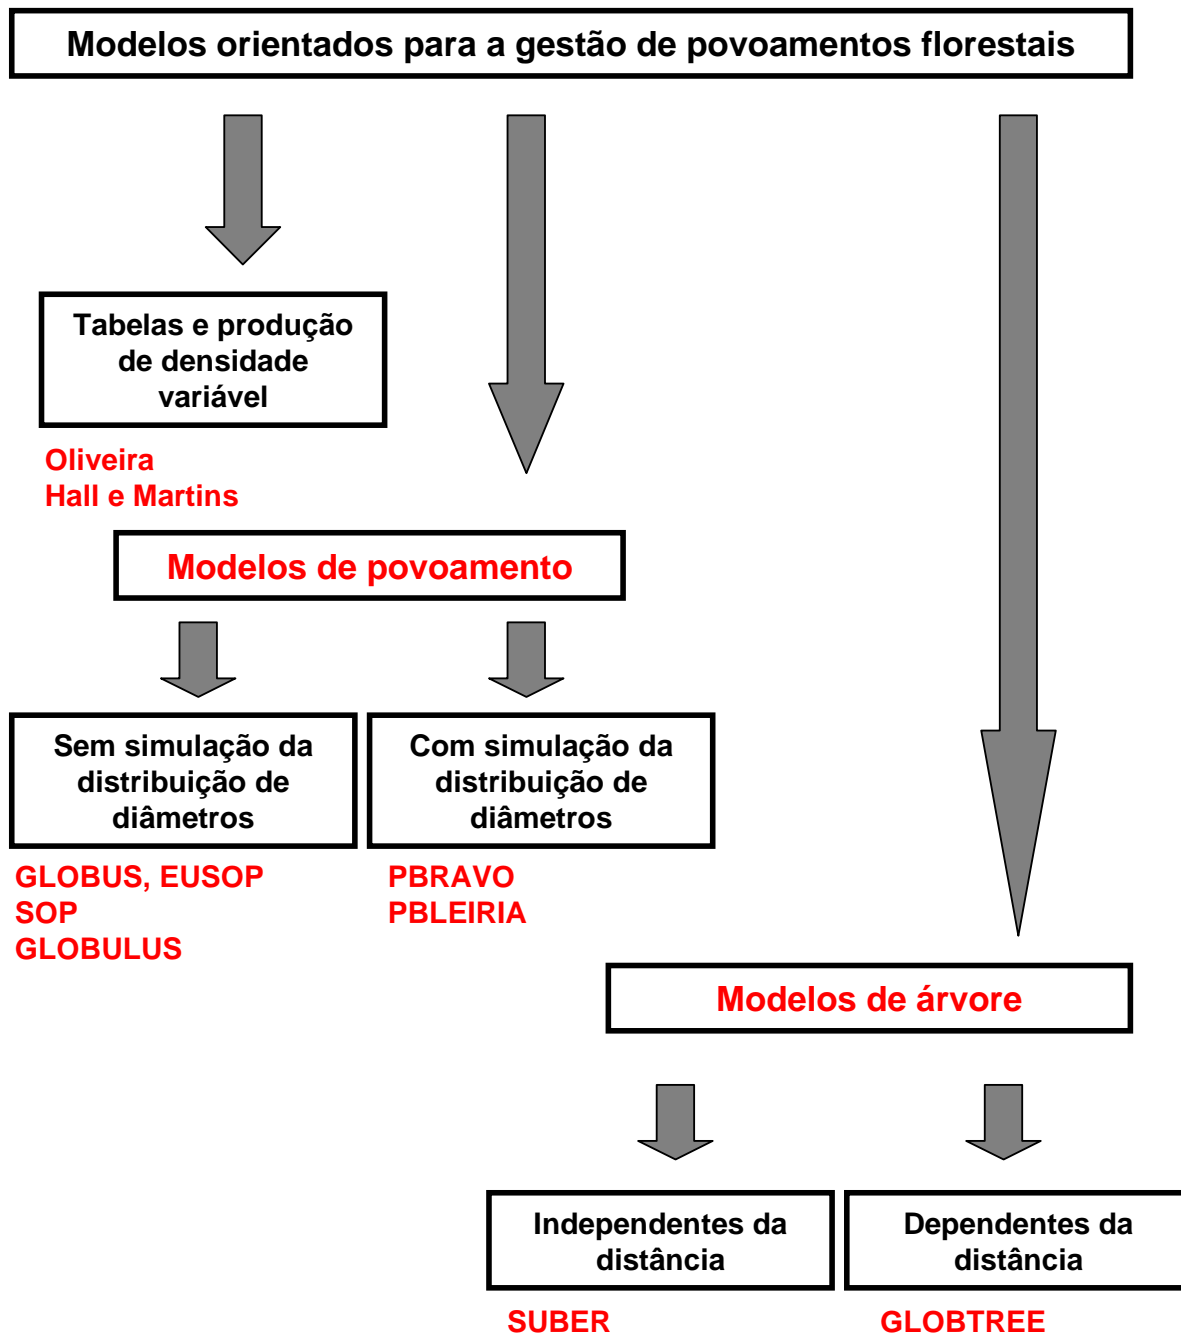 Modelos orientados para a gestão de povoamentos florestais
Tabelas e produção
de densidade
variável
Oliveira
Hall e Martins
Modelos de povoamento
Sem simulação da
distribuição de
diâmetros
Com simulação da
distribuição de
diâmetros
GLOBUS, EUSOP
SOP
GLOBULUS
PBRAVO
PBLEIRIA
Modelos de árvore
Independentes da
distância
Dependentes da
distância
SUBER
GLOBTREE